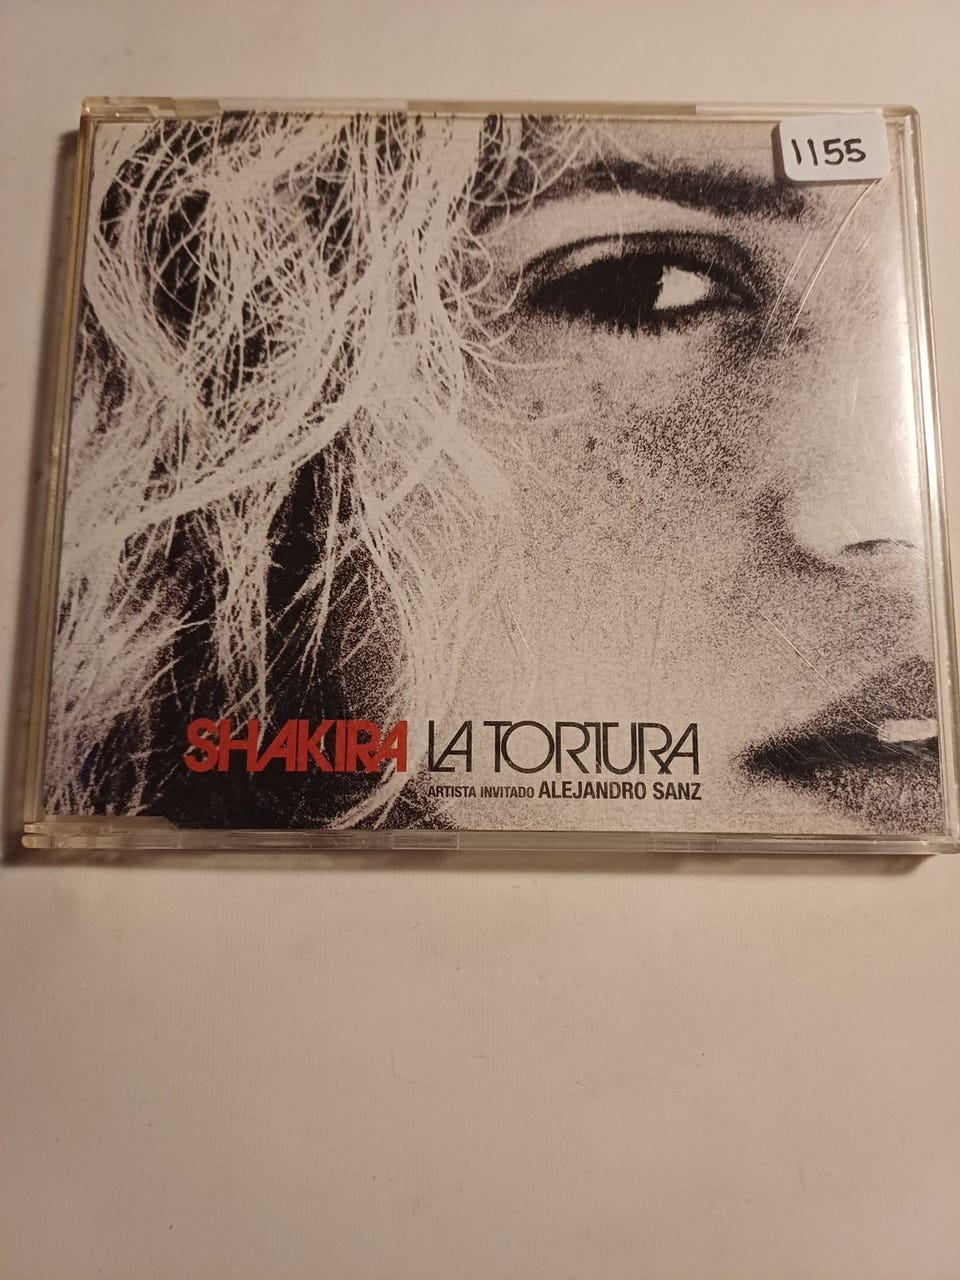 1155
SHAKIRA LA TORTURA
ARTISTA INVITADO ALEJANDRO SANZ